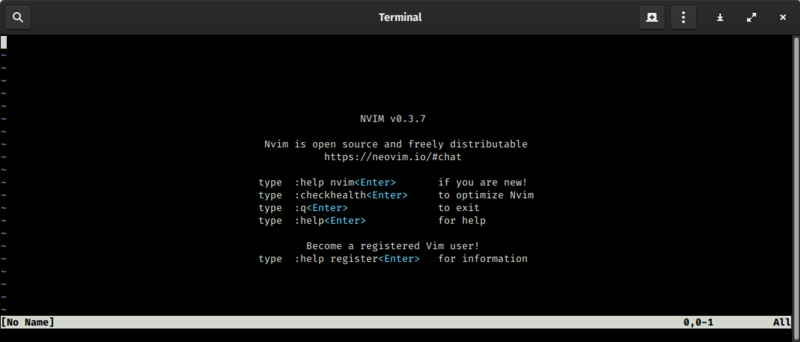 Terminal
~
~
~
~
~
~
NVIM v0.3.7
~
~
Nvim is open source and freely distributable
~
https://neovim.io/#chat
~
~
type  :help nvim<Enter>       if you are new!
~
type  :checkhealth<Enter>     to optimize Nvim
~
type  :q<Enter>               to exit
~
type  :help<Enter>            for help
~
~
Become a registered Vim user!
~
type  :help register<Enter>   for information
~
~
~
~
[No Name] 0,0-1 All